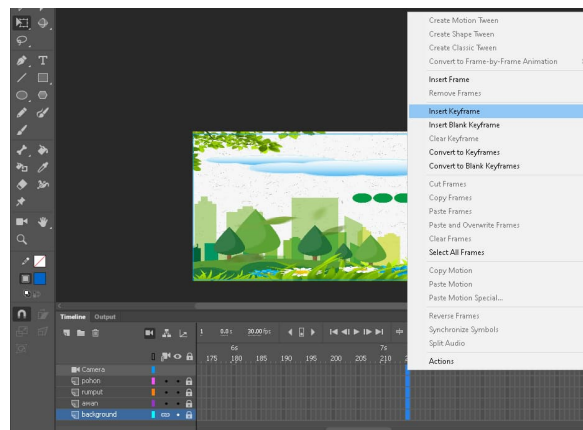 Create Motion Tween
Create Shape Tween
Create Classic Tween
Convert to Frame-by-Frame Animation
Insert Frame
Remove Frames
Insert Keyframe
Insert Blank Keyframe
Clear Keyframe
Convert to Keyframes
Convert to Blank Keyframes
Cut Frames
Copy Frames
Paste Frames
Paste and Overwrite Frames
Clear Frames
Select All Frames
Copy Motion
Paste Motion
Paste Motion Special...
Reverse Frames
Synchronize Symbols
Split Audio
Actions
Timeline Output
1 0.0 s 30.00 fps
6s 7s
175 180 185 190 195 200 205 210
Camera
pohon
rumput
awan
background